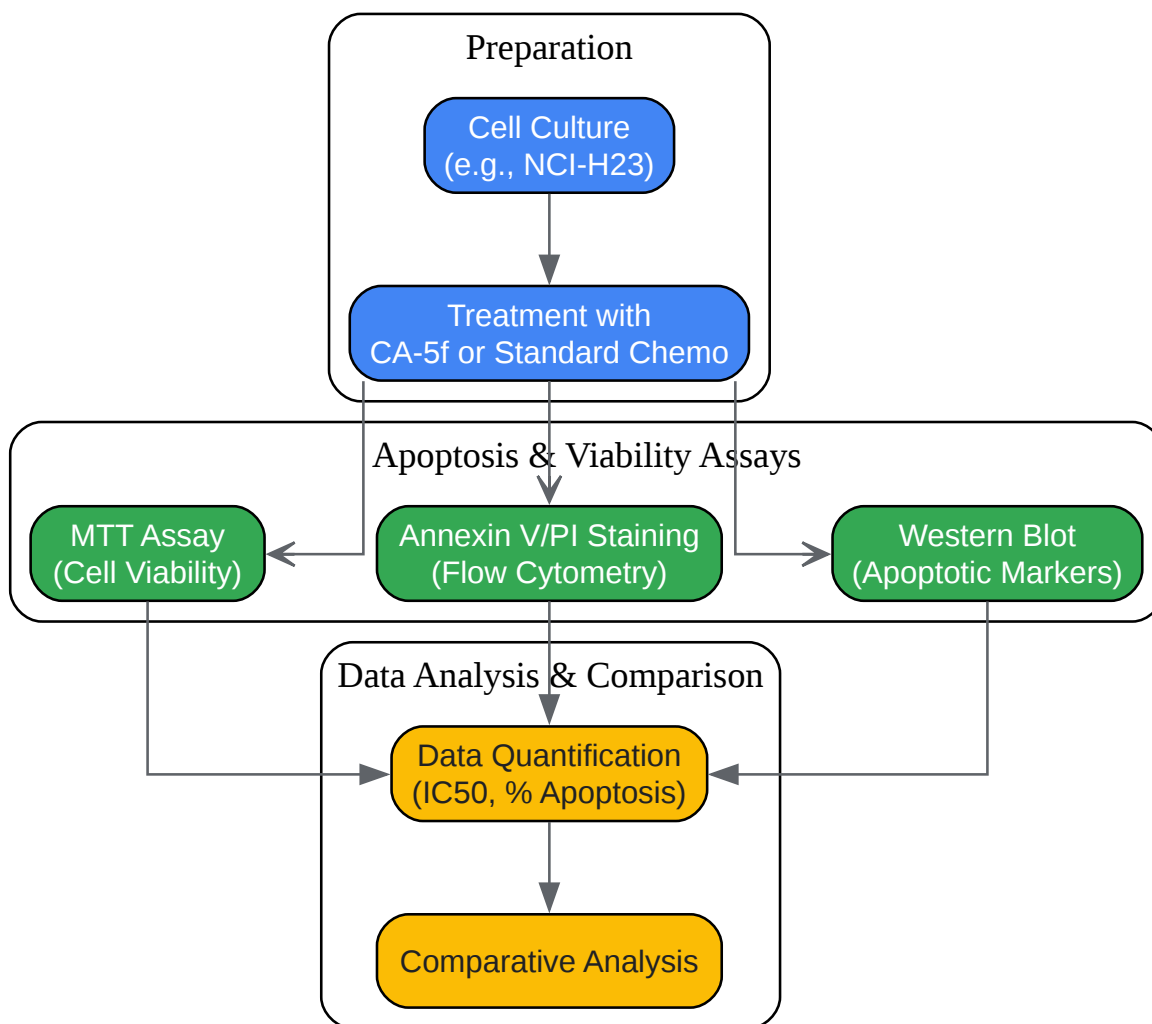 Preparation
Cell Culture
(e.g., NCI-H23)
Treatment with
CA-5f or Standard Chemo
Apoptosis & Viability Assays
MTT Assay
(Cell Viability)
Annexin V/PI Staining
(Flow Cytometry)
Western Blot
(Apoptotic Markers)
Data Analysis & Comparison
Data Quantification
(IC50, % Apoptosis)
Comparative Analysis